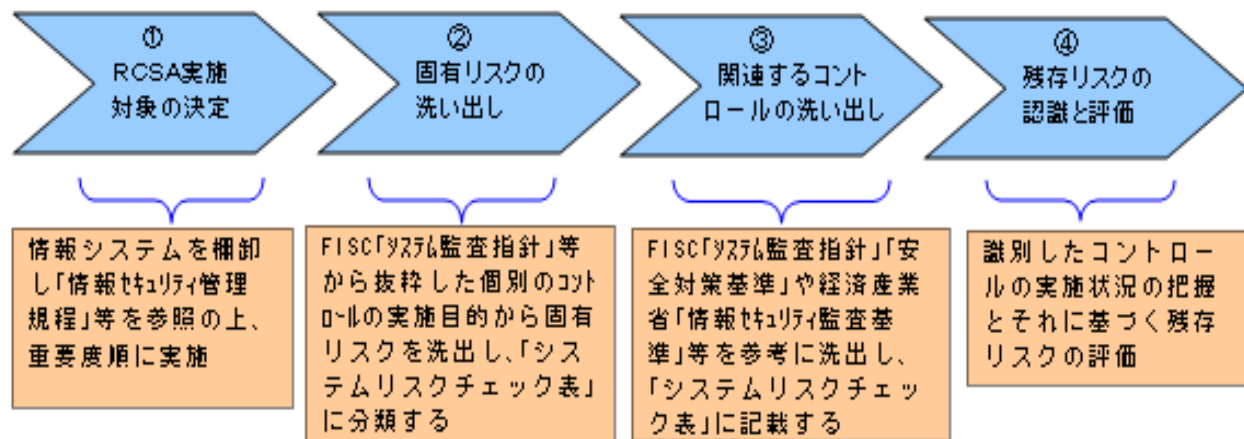 ①
RCSA実施
対象の決定
②
固有リスクの
洗い出し
③
関連するコント
ロールの洗い出し
④
残存リスクの
認識と評価
情報システムを棚卸
し「情報ｾｷｭﾘﾃｨ管理
規程」等を参照の上、
重要度順に実施
FISC「ｼｽﾃﾑ監査指針」等
から抜粋した個別のｺﾝﾄ
ﾛｰﾙの実施目的から固有
リスクを洗出し、「シス
テムリスクチェック表」
に分類する
FISC「ｼｽﾃﾑ監査指針」「安
全対策基準」や経済産業
省「情報ｾｷｭﾘﾃｨ監査基
準」等を参考に洗出し、
「システムリスクチェッ
ク表」に記載する
識別したコントロー
ルの実施状況の把握
とそれに基づく残存
リスクの評価